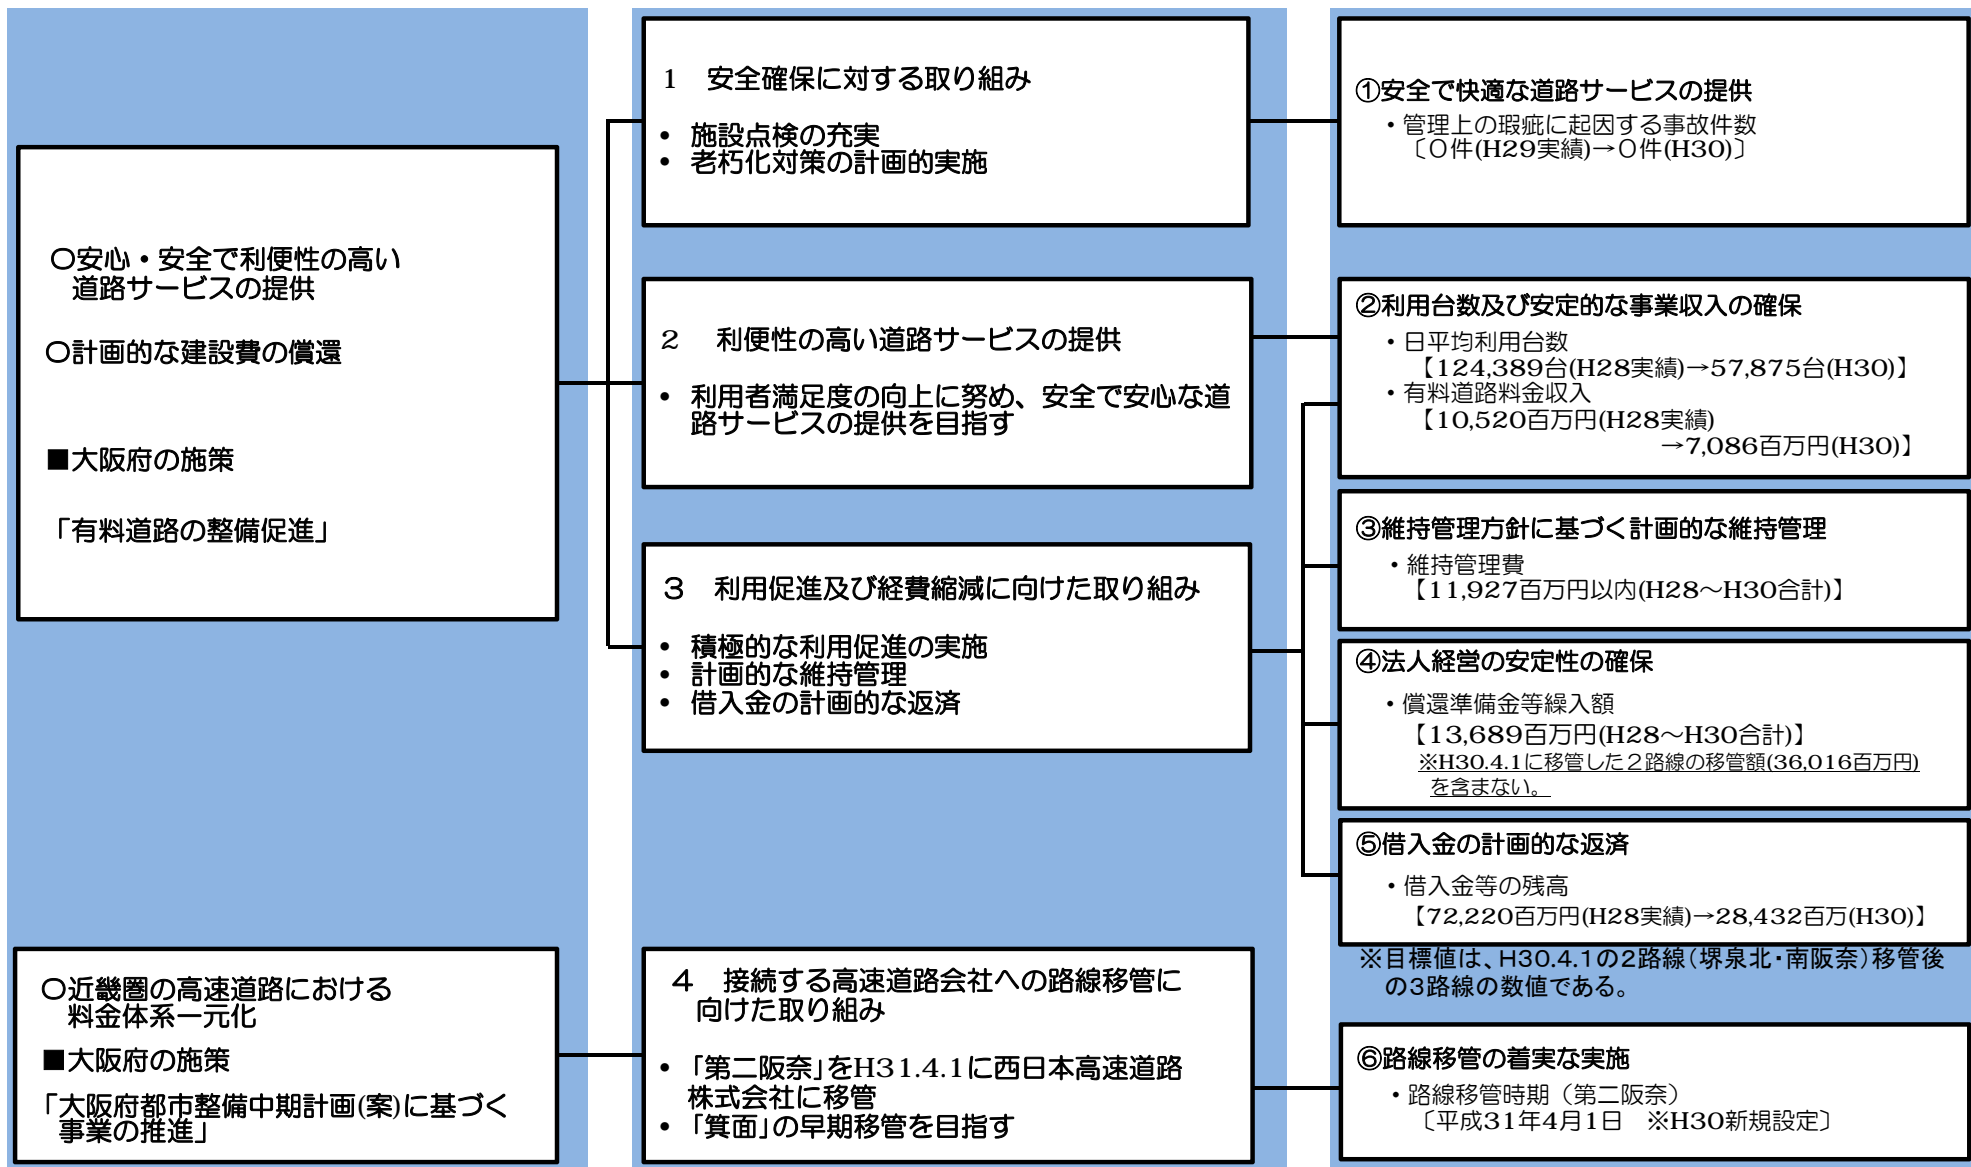 〇安心・安全で利便性の高い
道路サービスの提供
〇計画的な建設費の償還
■大阪府の施策
「有料道路の整備促進」
〇近畿圏の高速道路における
料金体系一元化
■大阪府の施策
「大阪府都市整備中期計画(案)に基づく
事業の推進」
1 安全確保に対する取り組み
• 施設点検の充実
• 老朽化対策の計画的実施
2 利便性の高い道路サービスの提供
• 利用者満足度の向上に努め、安全で安心な道
路サービスの提供を目指す
3 利用促進及び経費縮減に向けた取り組み
• 積極的な利用促進の実施
• 計画的な維持管理
• 借入金の計画的な返済
4 接続する高速道路会社への路線移管に
向けた取り組み
• 「第二阪奈」をH31.4.1に西日本高速道路
株式会社に移管
• 「箕面」の早期移管を目指す
①安全で快適な道路サービスの提供
・管理上の瑕疵に起因する事故件数
〔0件(H29実績)→0件(H30)〕
②利用台数及び安定的な事業収入の確保
・日平均利用台数
【124,389台(H28実績)→57,875台(H30)】
・有料道路料金収入
【10,520百万円(H28実績)
→7,086百万円(H30)】
③維持管理方針に基づく計画的な維持管理
・維持管理費
【11,927百万円以内(H28～H30合計)】
④法人経営の安定性の確保
・償還準備金等繰入額
【13,689百万円(H28～H30合計)】
※H30.4.1に移管した2路線の移管額(36,016百万円)
を含まない。
⑤借入金の計画的な返済
・借入金等の残高
【72,220百万円(H28実績)→28,432百万(H30)】
※目標値は、H30.4.1の2路線(堺泉北・南阪奈)移管後
の3路線の数値である。
⑥路線移管の着実な実施
・路線移管時期（第二阪奈）
〔平成31年4月1日 ※H30新規設定〕